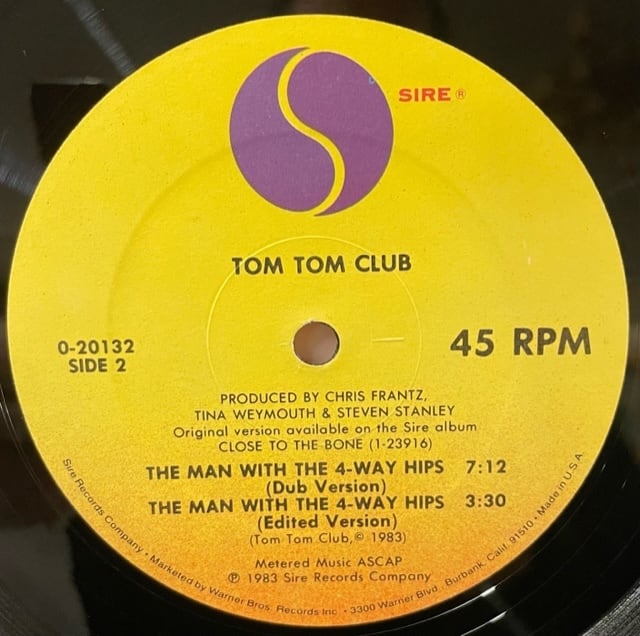 SIRE ®
TOM TOM CLUB
0-20132
SIDE 2
45 RPM
PRODUCED BY CHRIS FRANTZ,
TINA WEYMOUTH & STEVEN STANLEY
Original version available on the Sire album
CLOSE TO THE BONE (1-23916)
THE MAN WITH THE 4-WAY HIPS 7:12
(Dub Version)
THE MAN WITH THE 4-WAY HIPS 3:30
(Edited Version)
(Tom Tom Club, © 1983)
Metered Music ASCAP
℗ 1983 Sire Records Company
Sire Records Company • Marketed by Warner Bros. Records Inc. • 3300 Warner Blvd., Burbank, Calif. 91510 • Made in U.S.A.